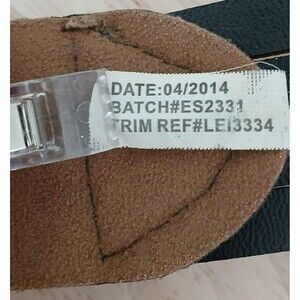 DATE:04/2014
BATCH#ES2331
TRIM REF#LEI3334